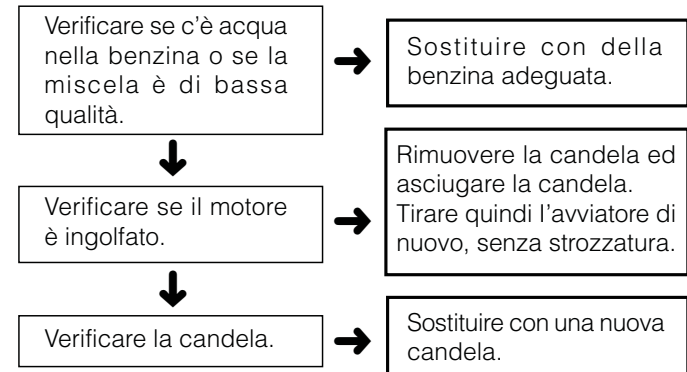 Verificare se c'è acqua
nella benzina o se la
miscela è di bassa
qualità.
Sostituire con della
benzina adeguata.
Verificare se il motore
è ingolfato.
Rimuovere la candela ed
asciugare la candela.
Tirare quindi l'avviatore di
nuovo, senza strozzatura.
Verificare la candela.
Sostituire con una nuova
candela.